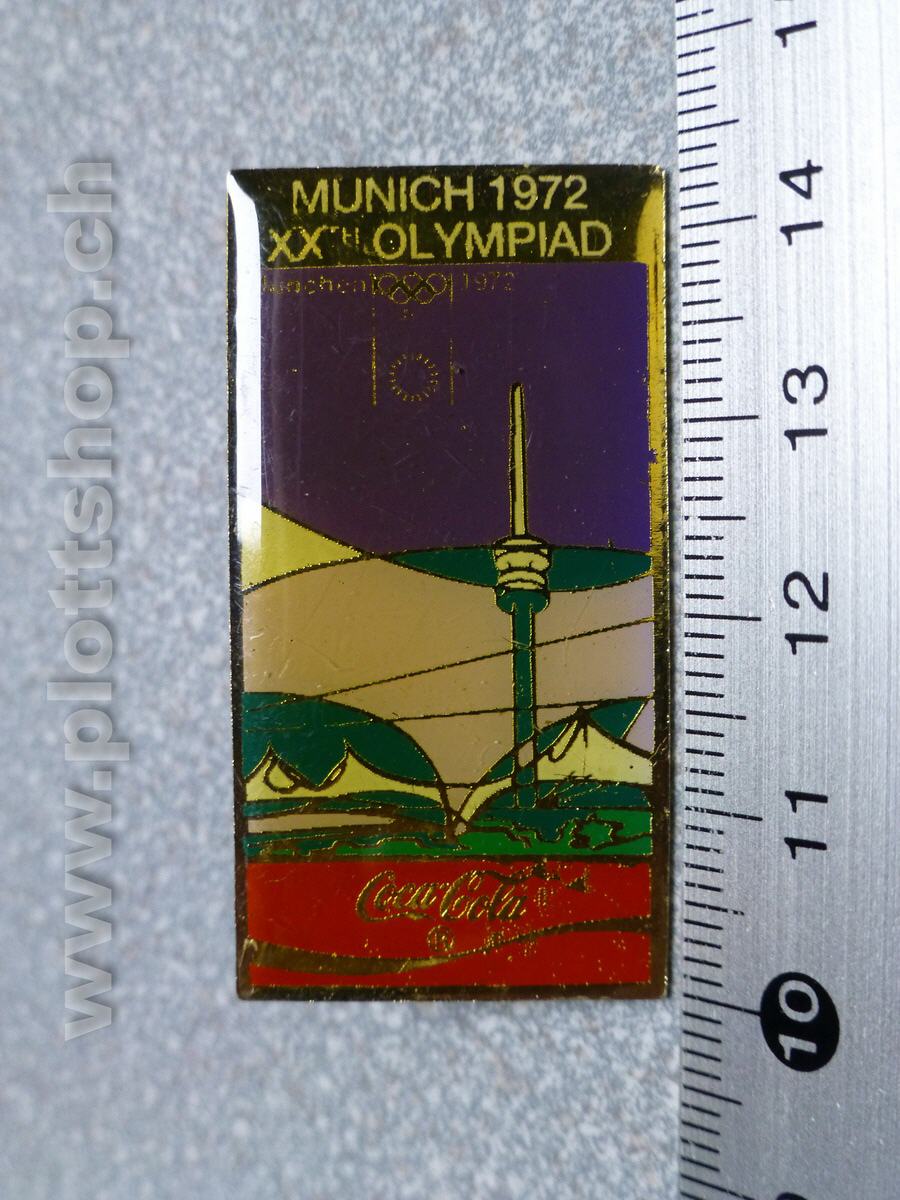 MUNICH 1972
XXTH OLYMPIAD
München 1972
Coca-Cola
®
www.plottshop.ch
14
13
12
11
10